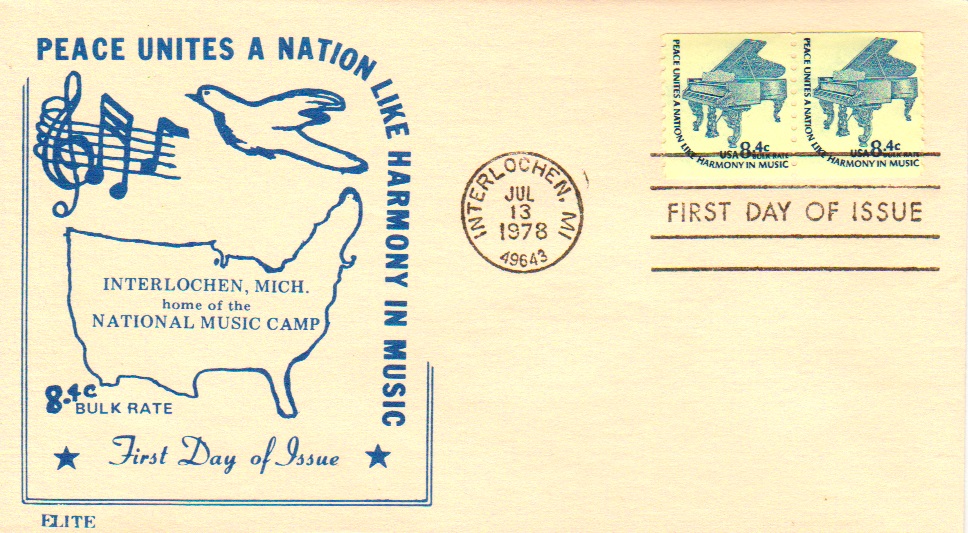 PEACE UNITES A NATION LIKE HARMONY IN MUSIC
INTERLOCHEN, MICH.
home of the
NATIONAL MUSIC CAMP
8.4c
BULK RATE
First Day of Issue
ELITE
INTERLOCHEN, MI
JUL
13
1978
49643
PEACE UNITES A NATION LIKE HARMONY IN MUSIC
USA 8.4c
BULK RATE
PEACE UNITES A NATION LIKE HARMONY IN MUSIC
USA 8.4c
BULK RATE
FIRST DAY OF ISSUE